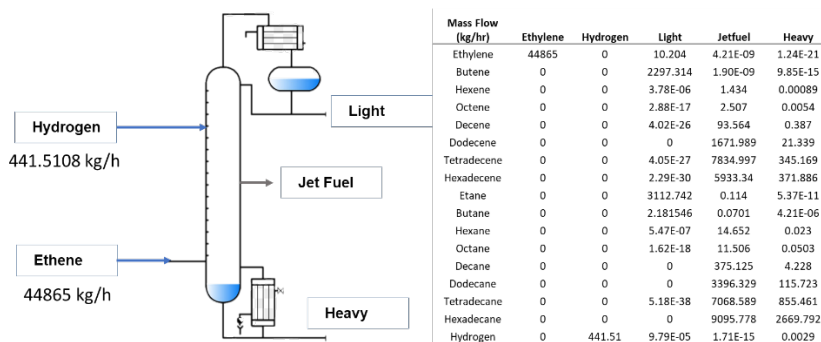 Light
Hydrogen
441.5108 kg/h
Jet Fuel
Ethene
44865 kg/h
Heavy
Mass Flow
(kg/hr) Ethylene Hydrogen Light Jetfuel Heavy
Ethylene 44865 0 10.204 4.21E-09 1.24E-21
Butene 0 0 2297.314 1.90E-09 9.85E-15
Hexene 0 0 3.78E-06 1.434 0.00089
Octene 0 0 2.88E-17 2.507 0.0054
Decene 0 0 4.02E-26 93.564 0.387
Dodecene 0 0 0 1671.989 21.339
Tetradecene 0 0 4.05E-27 7834.997 345.169
Hexadecene 0 0 2.29E-30 5933.34 371.886
Etane 0 0 3112.742 0.114 5.37E-11
Butane 0 0 2.181546 0.0701 4.21E-06
Hexane 0 0 5.47E-07 14.652 0.023
Octane 0 0 1.62E-18 11.506 0.0503
Decane 0 0 0 375.125 4.228
Dodecane 0 0 0 3396.329 115.723
Tetradecane 0 0 5.18E-38 7068.589 855.461
Hexadecane 0 0 0 9095.778 2669.792
Hydrogen 0 441.51 9.79E-05 1.71E-15 0.0029